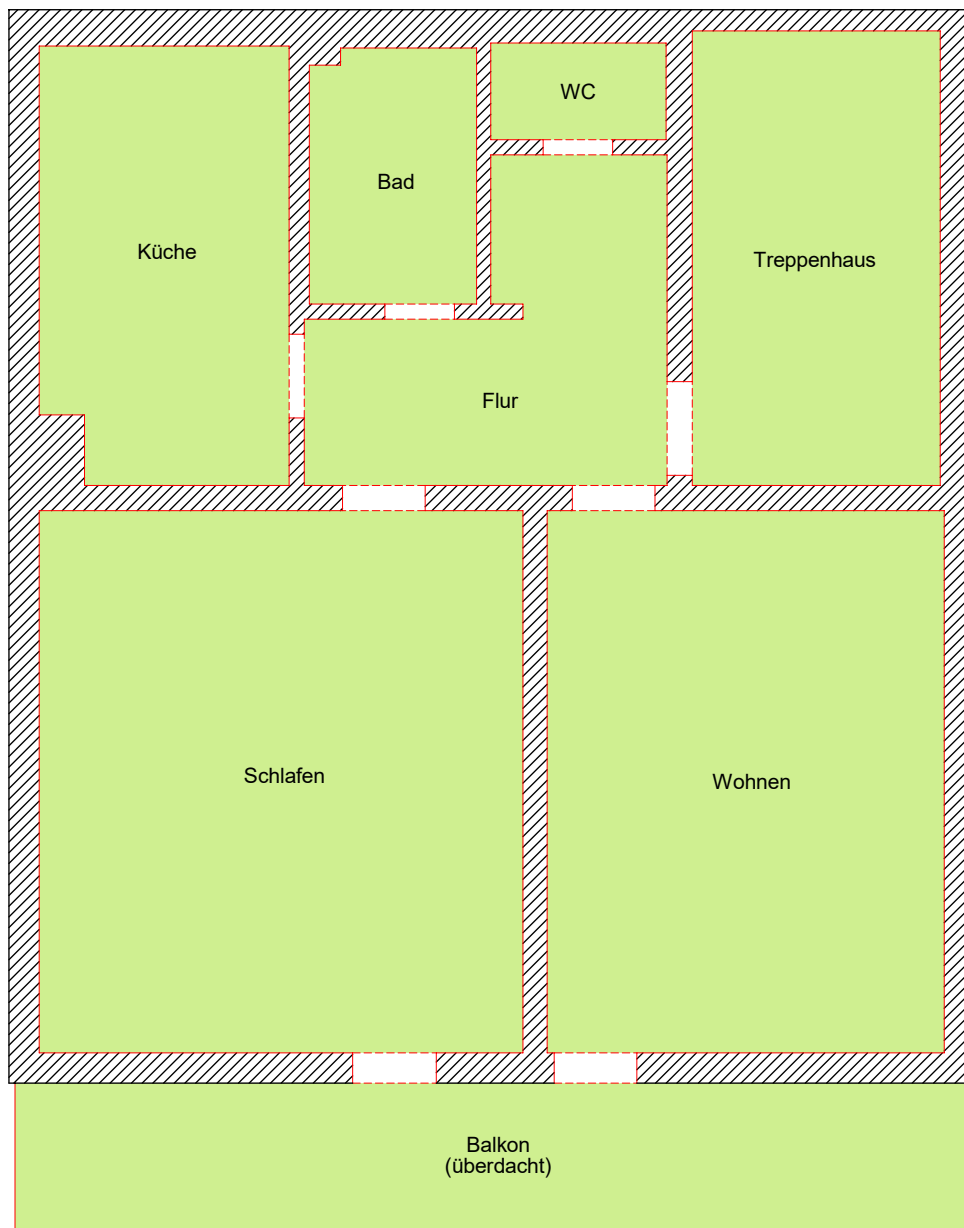 WC
Bad
Küche
Treppenhaus
Flur
Schlafen
Wohnen
Balkon
(überdacht)